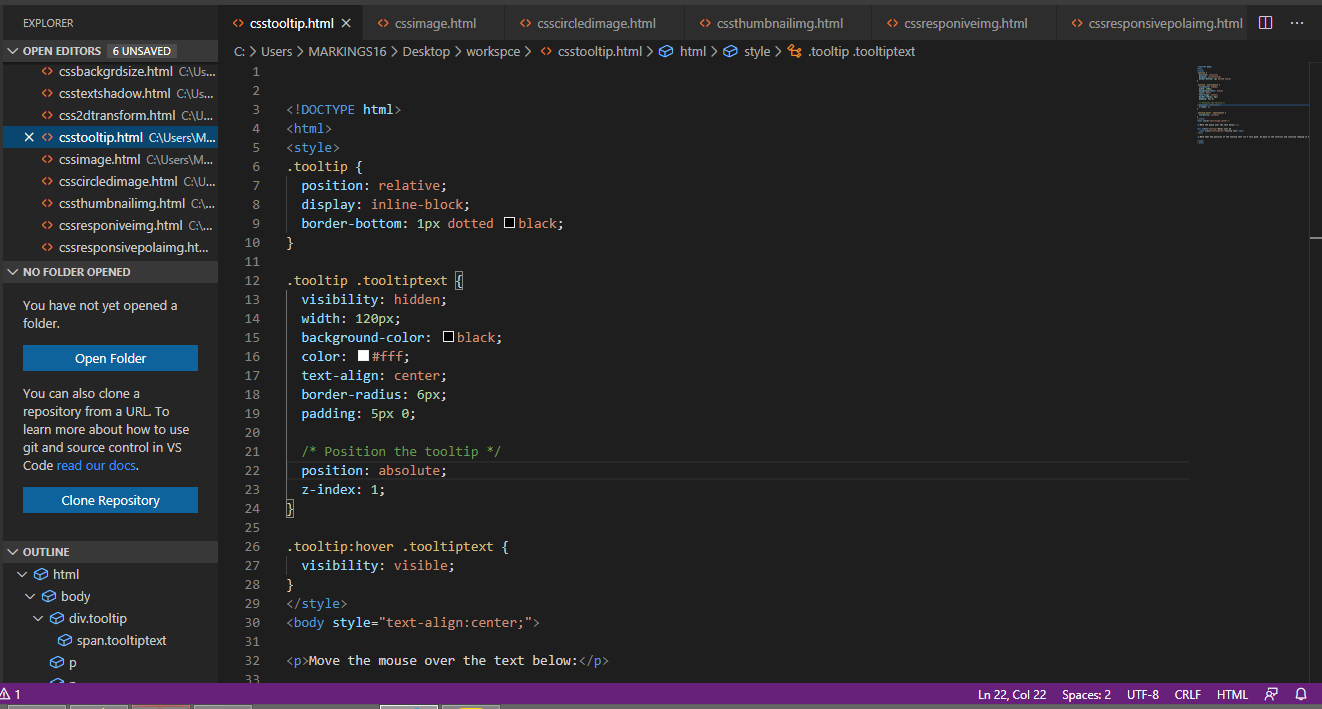 EXPLORER
OPEN EDITORS 6 UNSAVED
cssbackgrdsize.html C:\Us...
csstextshadow.html C:\Us...
css2dtransform.html C:\U...
csstooltip.html C:\Users\M...
cssimage.html C:\Users\M...
csscircledimage.html C:\U...
cssthumbnailimg.html C:\...
cssresponiveimg.html C:\...
cssresponsivepolaimg.ht...
NO FOLDER OPENED
You have not yet opened a
folder.
Open Folder
You can also clone a
repository from a URL. To
learn more about how to use
git and source control in VS
Code read our docs.
Clone Repository
OUTLINE
html
body
div.tooltip
span.tooltiptext
p
csstooltip.html cssimage.html csscircledimage.html cssthumbnailimg.html cssresponiveimg.html cssresponsivepolaimg.html
C: > Users > MARKINGS16 > Desktop > workspce > csstooltip.html > html > style > .tooltip .tooltiptext
1
2
3 <!DOCTYPE html>
4 <html>
5 <style>
6 .tooltip {
7 position: relative;
8 display: inline-block;
9 border-bottom: 1px dotted black;
10 }
11
12 .tooltip .tooltiptext {
13 visibility: hidden;
14 width: 120px;
15 background-color: black;
16 color: #fff;
17 text-align: center;
18 border-radius: 6px;
19 padding: 5px 0;
20
21 /* Position the tooltip */
22 position: absolute;
23 z-index: 1;
24 }
25
26 .tooltip:hover .tooltiptext {
27 visibility: visible;
28 }
29 </style>
30 <body style="text-align:center;">
31
32 <p>Move the mouse over the text below:</p>
33
1 Ln 22, Col 22 Spaces: 2 UTF-8 CRLF HTML